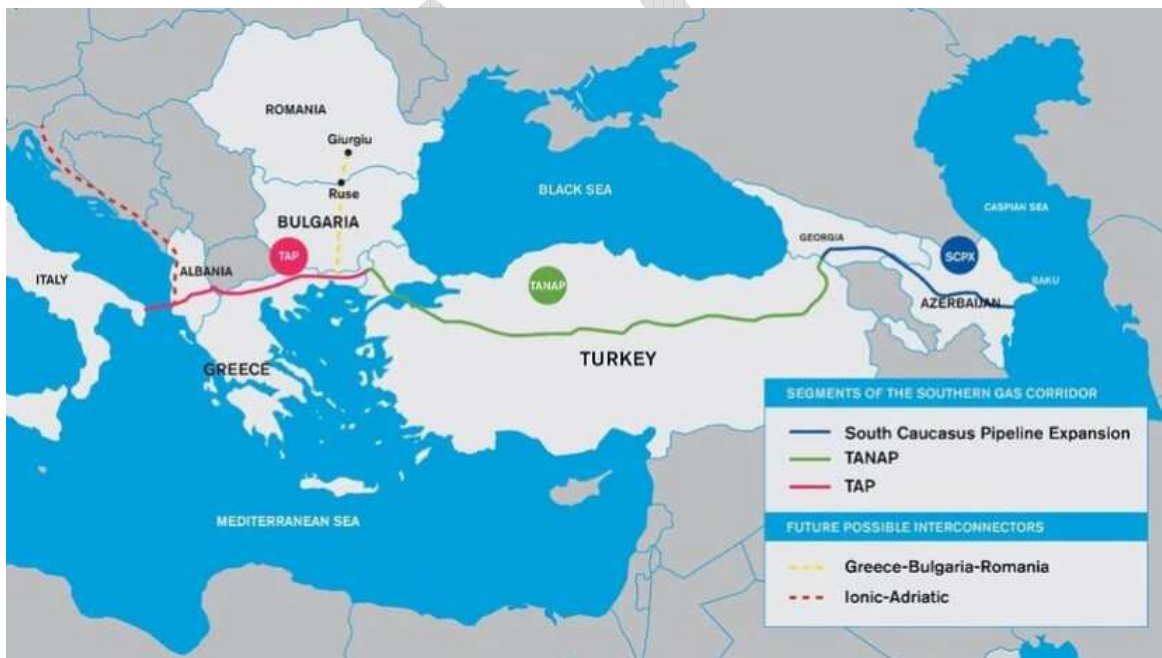 ROMANIA
Giurgiu
Ruse
BULGARIA
BLACK SEA
CASPIAN SEA
GEORGIA
SCPX
TAP
ALBANIA
ITALY
TANAP
BAKU
AZERBAIJAN
TURKEY
GREECE
MEDITERRANEAN SEA
SEGMENTS OF THE SOUTHERN GAS CORRIDOR
South Caucasus Pipeline Expansion
TANAP
TAP
FUTURE POSSIBLE INTERCONNECTORS
Greece-Bulgaria-Romania
Ionic-Adriatic